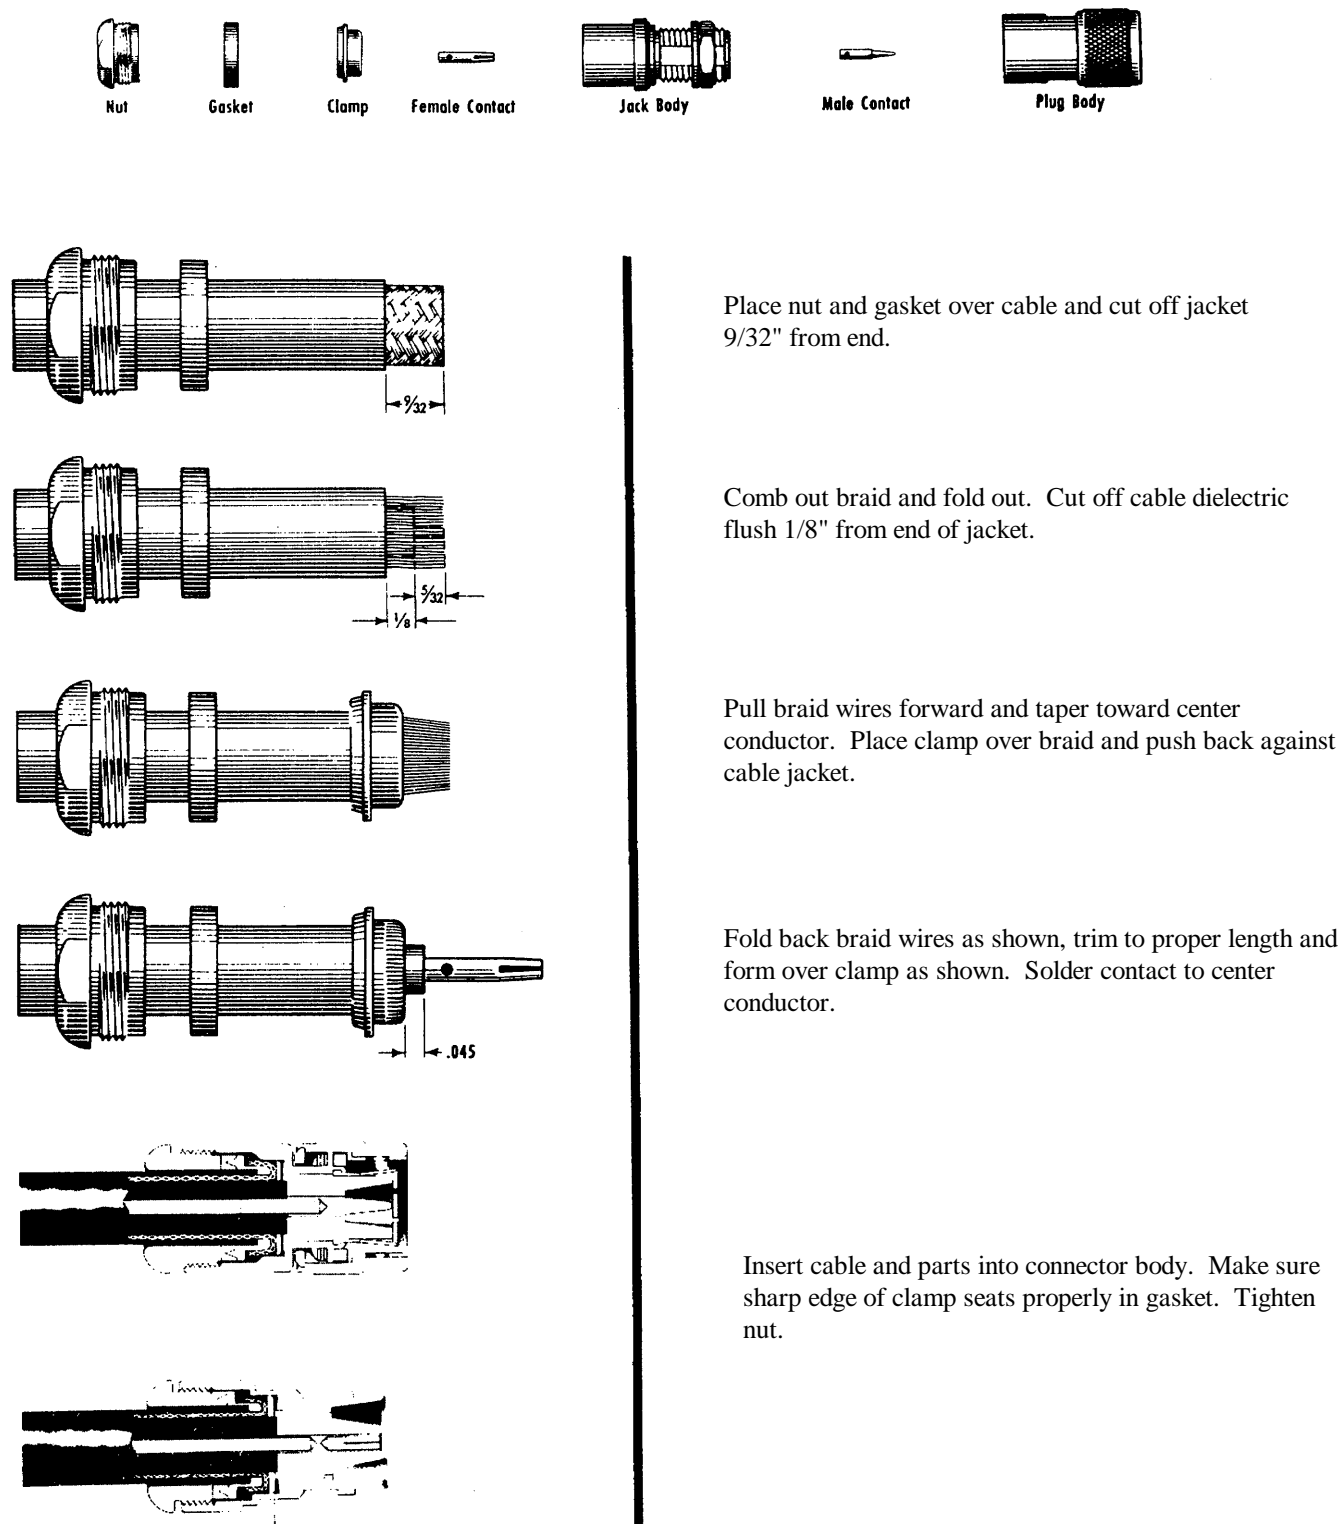 Nut Gasket Clamp Female Contact Jack Body Male Contact Plug Body
Place nut and gasket over cable and cut off jacket
9/32" from end.
9/32
Comb out braid and fold out. Cut off cable dielectric
flush 1/8" from end of jacket.
5/32
1/8
Pull braid wires forward and taper toward center
conductor. Place clamp over braid and push back against
cable jacket.
Fold back braid wires as shown, trim to proper length and
form over clamp as shown. Solder contact to center
conductor.
.045
Insert cable and parts into connector body. Make sure
sharp edge of clamp seats properly in gasket. Tighten
nut.